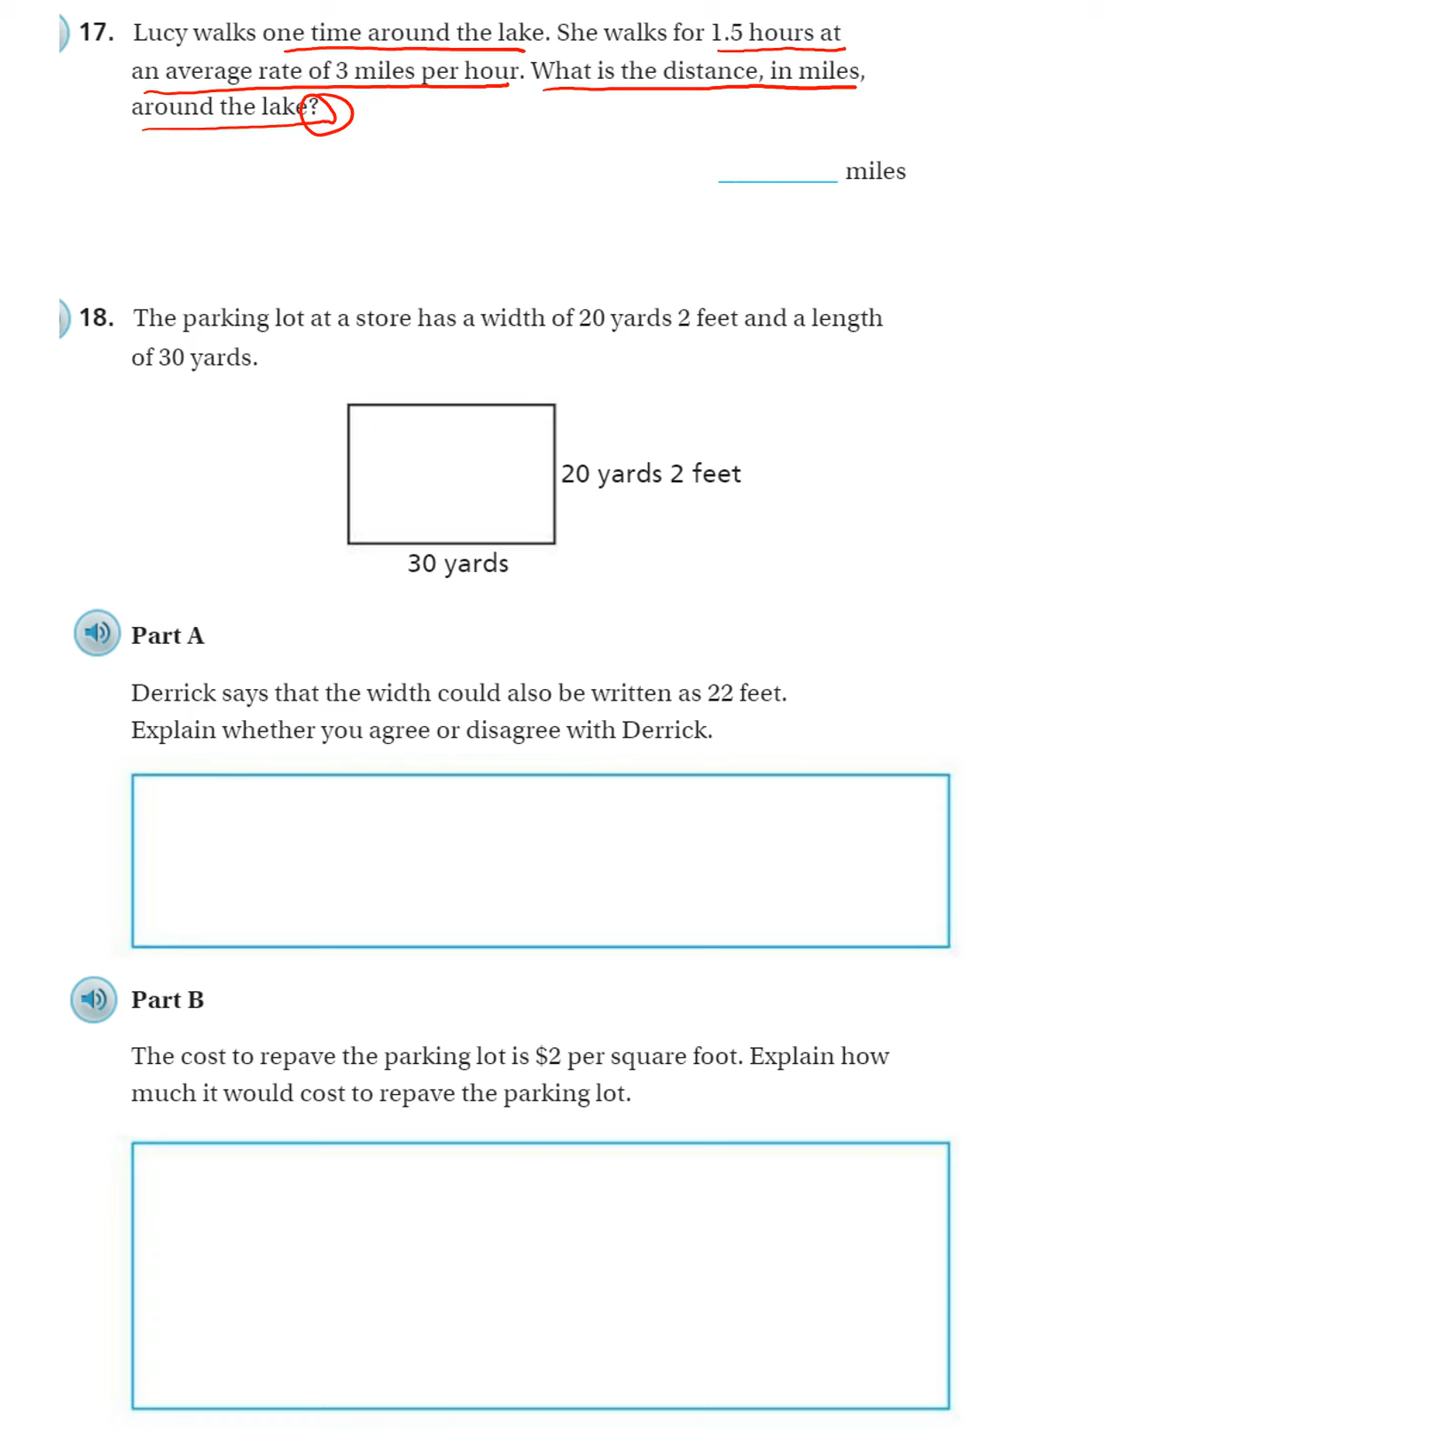 17. Lucy walks one time around the lake. She walks for 1.5 hours at
an average rate of 3 miles per hour. What is the distance, in miles,
around the lake?
miles
18. The parking lot at a store has a width of 20 yards 2 feet and a length
of 30 yards.
20 yards 2 feet
30 yards
Part A
Derrick says that the width could also be written as 22 feet.
Explain whether you agree or disagree with Derrick.
Part B
The cost to repave the parking lot is $2 per square foot. Explain how
much it would cost to repave the parking lot.